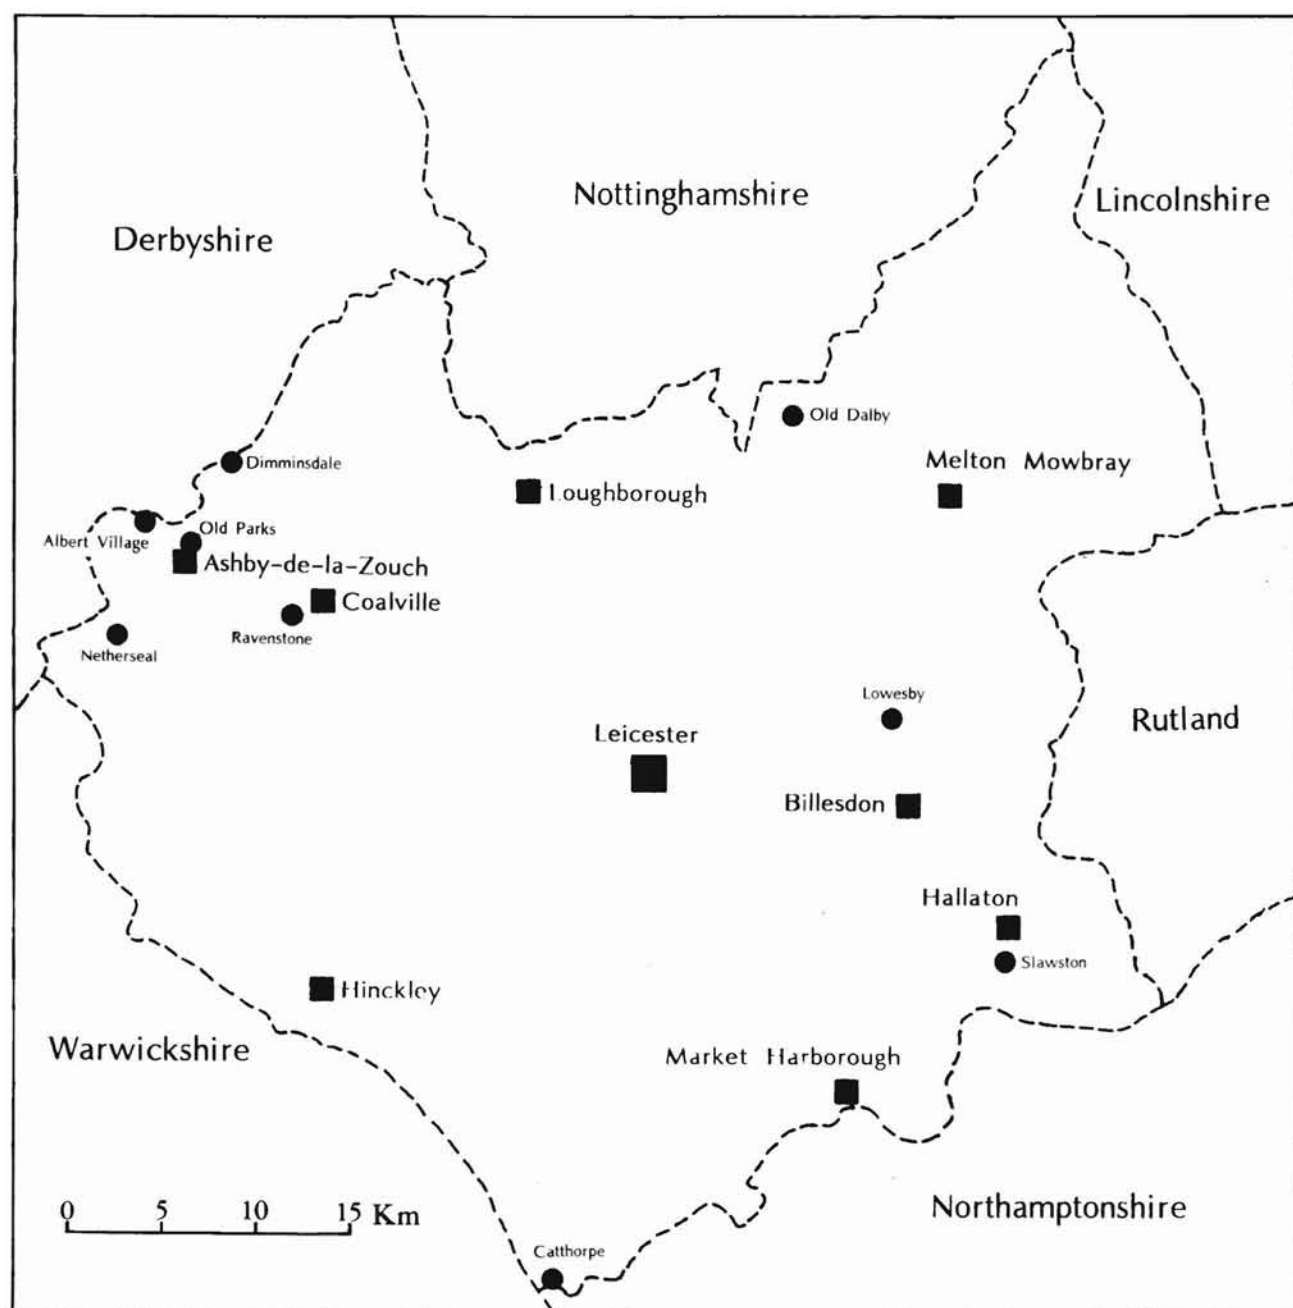 Nottinghamshire
Lincolnshire
Derbyshire
Old Dalby
Melton Mowbray
Dimminsdale
Loughborough
Old Parks
Albert Village
Ashby-de-la-Zouch
Coalville
Ravenstone
Netherseal
Lowesby
Rutland
Leicester
Billesdon
Hallaton
Slawston
Hinckley
Warwickshire
Market Harborough
Northamptonshire
0 5 10 15 Km
Catthorpe